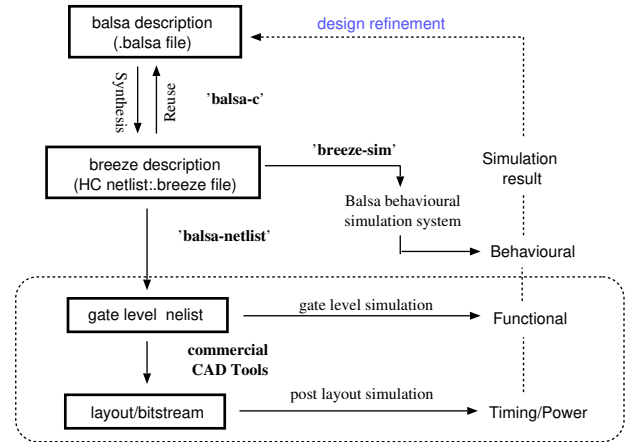 balsa description
(.balsa file)
design refinement
Synthesis
Reuse
'balsa-c'
breeze description
(HC netlist:.breeze file)
'breeze-sim'
Simulation
result
Balsa behavioural
simulation system
'balsa-netlist'
Behavioural
gate level nelist
gate level simulation
Functional
commercial
CAD Tools
layout/bitstream
post layout simulation
Timing/Power